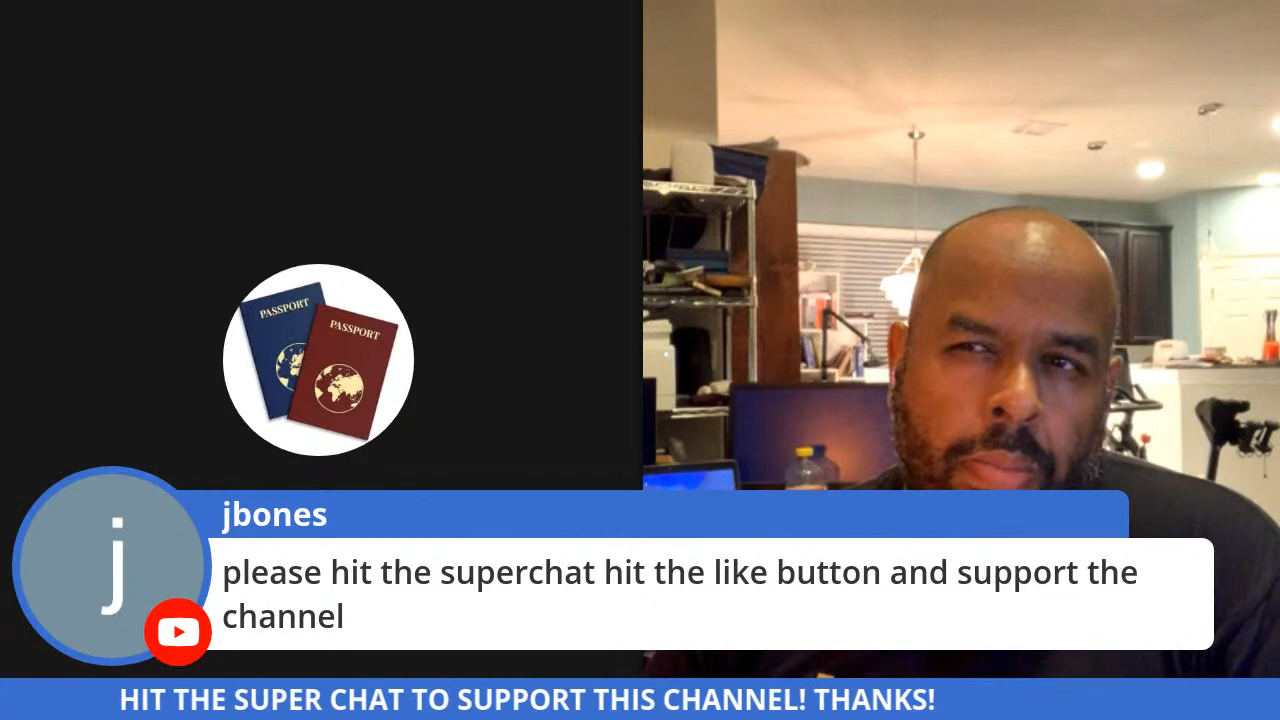 PASSPORT
PASSPORT
j
jbones
please hit the superchat hit the like button and support the
channel
HIT THE SUPER CHAT TO SUPPORT THIS CHANNEL! THANKS!